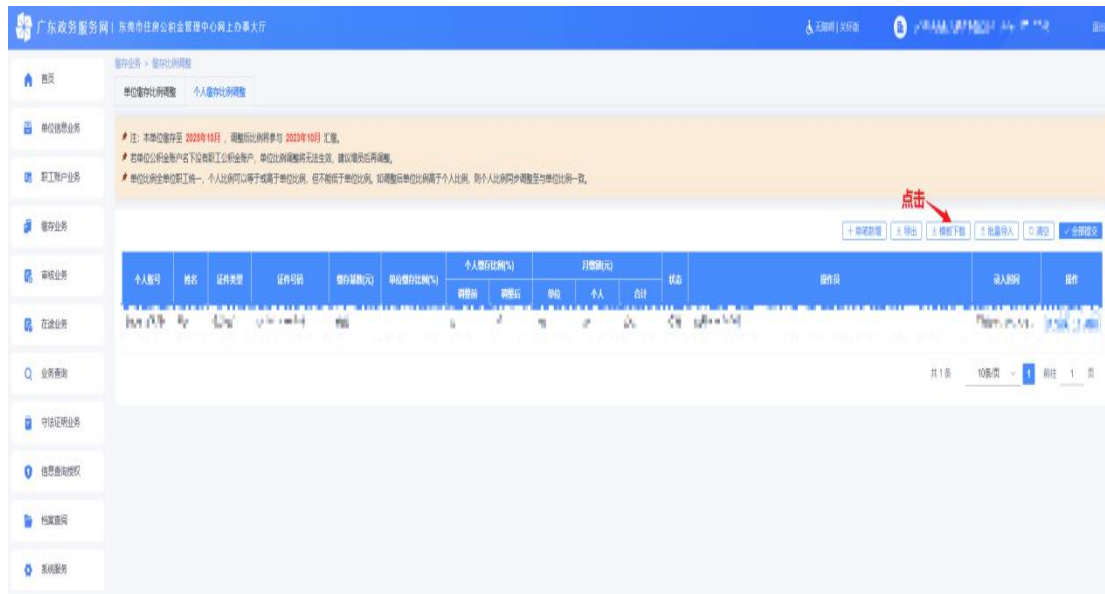 广东政务服务网 | 东莞市住房公积金管理中心网上办事大厅
无障碍 | 关怀版
退出
首页
单位信息业务
职工账户业务
缴存业务
审核业务
在途业务
业务查询
守法证明业务
信息查询授权
档案查阅
系统服务
缴存业务 > 缴存比例调整
单位缴存比例调整 个人缴存比例调整
注：本单位缴存至 2023年10月 ，调整后比例将参与 2023年10月 汇缴。
若单位公积金账户名下没有职工公积金账户，单位比例调整将无法生效，建议增员后再调整。
单位比例全单位职工统一，个人比例可以等于或高于单位比例，但不能低于单位比例。如调整后单位比例高于个人比例，则个人比例同步调整至与单位比例一致。
点击
单笔新增 导出 模板下载 批量导入 清空 全部提交
个人账号 姓名 证件类型 证件号码 缴存基数(元) 单位缴存比例(%) 个人缴存比例(%) 月缴额(元) 状态 操作员 录入时间 操作
调整前 调整后 单位 个人 合计
共 1 条 10条/页 1 前往 1 页